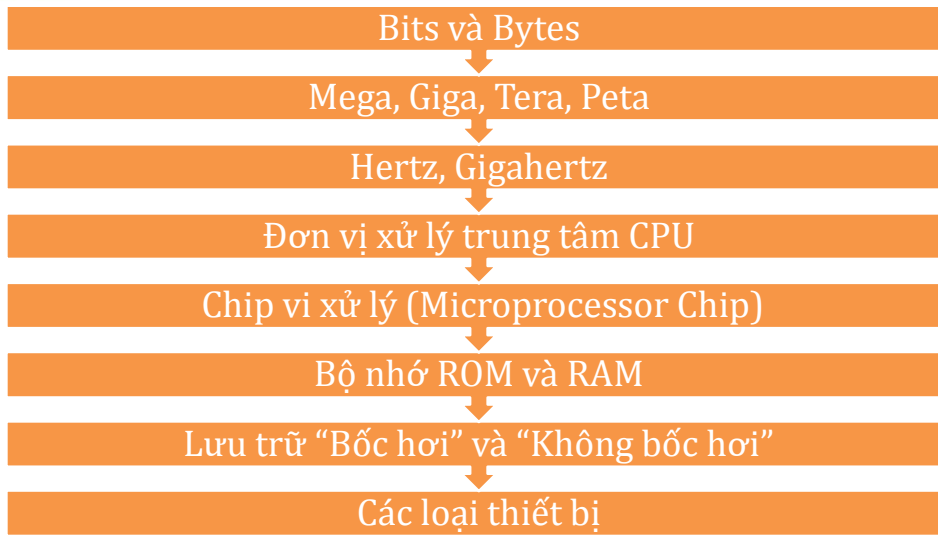 Bits và Bytes
Mega, Giga, Tera, Peta
Hertz, Gigahertz
Đơn vị xử lý trung tâm CPU
Chip vi xử lý (Microprocessor Chip)
Bộ nhớ ROM và RAM
Lưu trữ “Bốc hơi” và “Không bốc hơi”
Các loại thiết bị